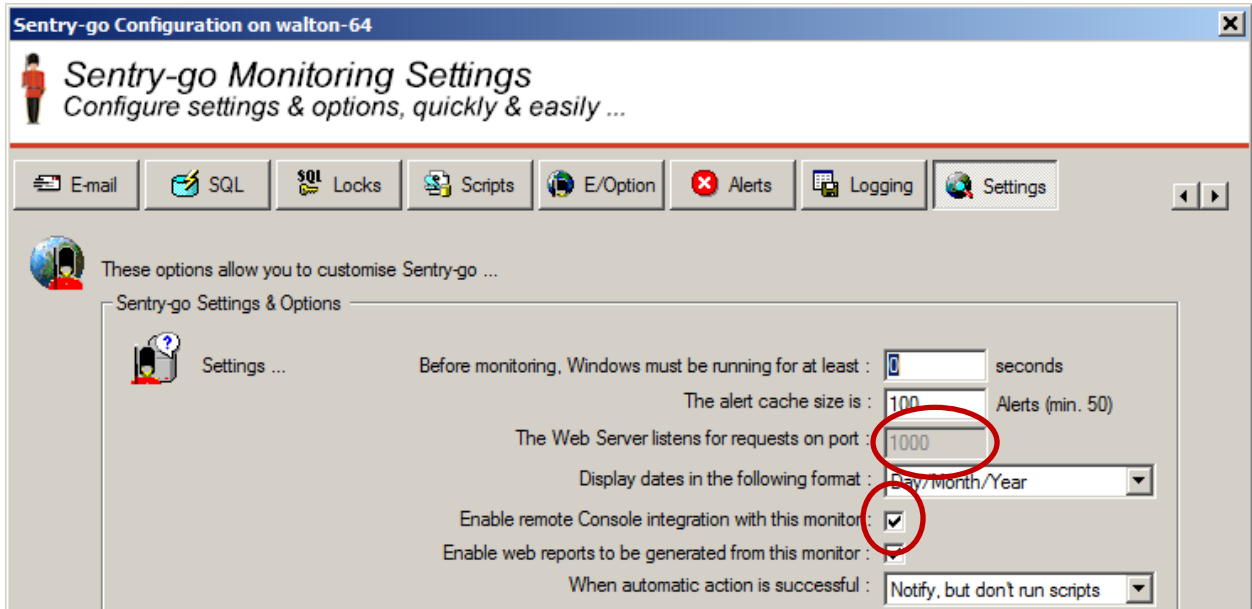 Sentry-go Configuration on walton-64
Sentry-go Monitoring Settings
Configure settings & options, quickly & easily ...
E-mail SQL SQL Locks Scripts E/Option Alerts Logging Settings
These options allow you to customise Sentry-go ...
Sentry-go Settings & Options
Settings ... Before monitoring, Windows must be running for at least : 0 seconds
The alert cache size is : 100 Alerts (min. 50)
The Web Server listens for requests on port : 1000
Display dates in the following format : Day/Month/Year
Enable remote Console integration with this monitor :
Enable web reports to be generated from this monitor :
When automatic action is successful : Notify, but don't run scripts